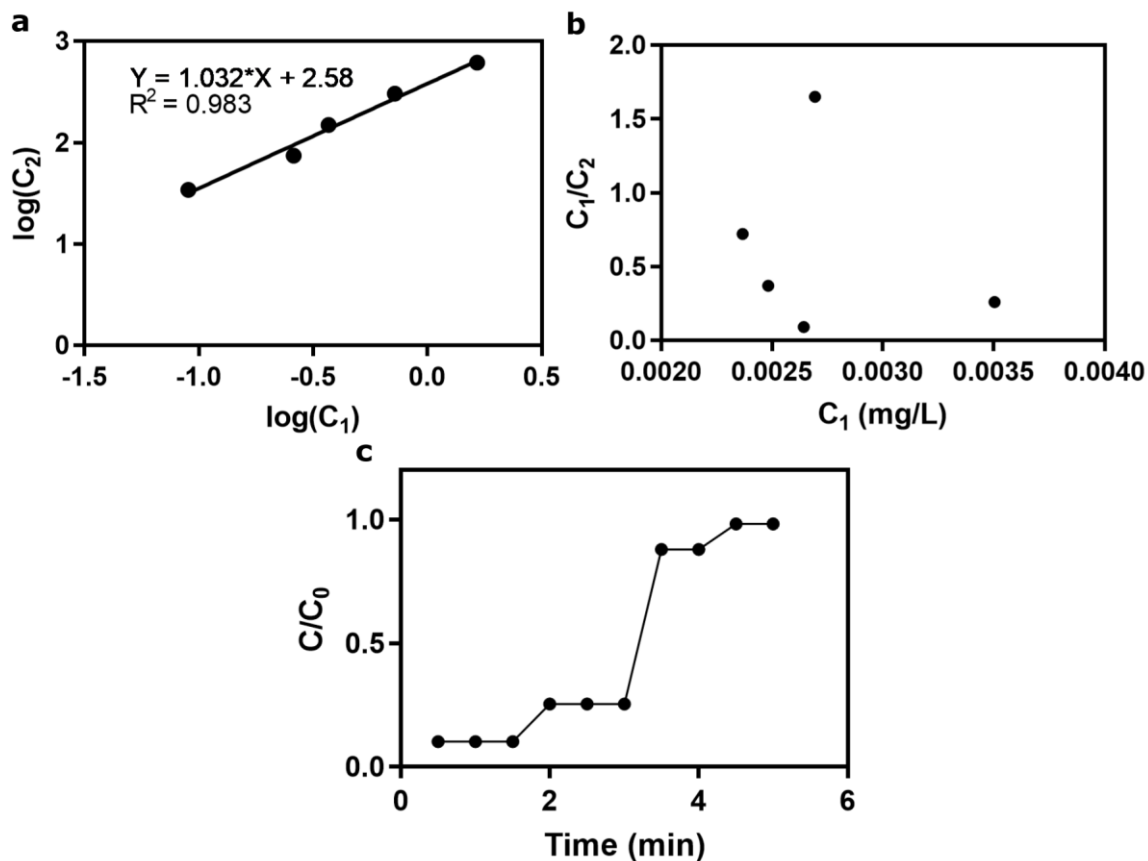 a
Y = 1.032*X + 2.58
R² = 0.983
log(C₂)
3
2
1
0
-1.5 -1.0 -0.5 0.0 0.5
log(C₁)
b
C₁/C₂
2.0
1.5
1.0
0.5
0.0
0.0020 0.0025 0.0030 0.0035 0.0040
C₁ (mg/L)
c
C/C₀
1.0
0.5
0.0
0 2 4 6
Time (min)